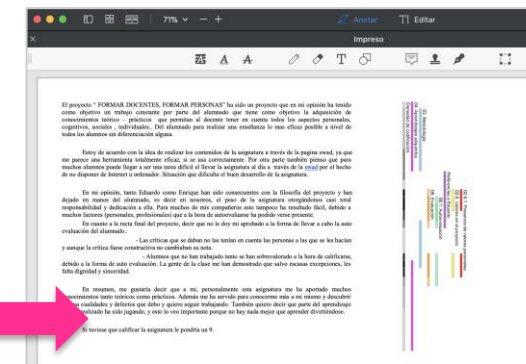 71%
Anotar
Editar
Impreso
El proyecto " FORMAR DOCENTES, FORMAR PERSONAS" ha sido un proyecto que en mi opinión ha tenido
como objetivo un trabajo constante por parte del alumnado que tiene como objetivo la adquisición de
conocimientos teórico – prácticos que permitan al docente tener en cuenta todos los aspectos personales,
cognitivos, sociales , individuales.. Del alumnado para realizar una enseñanza lo mas eficaz posible a nivel de
todos los alumnos sin diferenciación alguna.
Estoy de acuerdo con la idea de realizar los contenidos de la asignatura a través de la pagina swad, ya que
me parece una herramienta totalmente eficaz, si se usa correctamente. Por otra parte también pienso que para
muchos alumnos puede llegar a ser una tarea difícil el llevar la asignatura al día a través de la swad por el hecho
de no disponer de Internet u ordenador. Situación que dificulta el buen desarrollo de la asignatura.
En mi opinión, tanto Eduardo como Enrique han sido consecuentes con la filosofía del proyecto y han
dejado en manos del alumnado, es decir en nosotros, el peso de la asignatura otorgándonos casi total
responsabilidad y dedicación a ella. Para muchos de mis compañeros esto tampoco ha resultado fácil, debido a
muchos factores (personales, profesionales) que a la hora de autoevaluarse ha podido verse presente.
En cuanto a la nota final del proyecto, decir que no le doy mi aprobado a la forma de llevar a cabo la auto
evaluación del alumnado.:
- Las críticas que se daban no las tenían en cuenta las personas a las que se les hacían
y aunque la crítica fuese constructiva no cambiaban su nota.
- Alumnos que no han trabajado tanto se han sobrevalorado a la hora de calificarse,
debido a la forma de auto evaluación. La gente de la clase me han demostrado que salvo escasas excepciones, les
falta dignidad y sinceridad.
En resumen, me gustaría decir que a mi, personalmente esta asignatura me ha aportado muchos
conocimientos tanto teóricos como prácticos. Además me ha servido para conocerme más a mi mismo y descubrir
cualidades y defectos que debo y quiero seguir trabajando. También quiero decir que parte del aprendizaje
realizado ha sido jugando, y esto lo veo importante porque no hay nada mejor que aprender divirtiéndose.
Si tuviese que calificar la asignatura le pondría un 9.